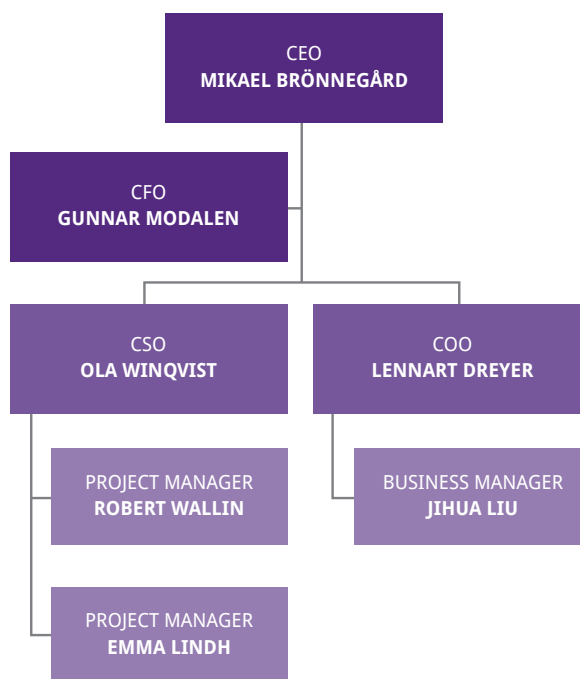 CEO
MIKAEL BRÖNNEGÅRD
CFO
GUNNAR MODALEN
CSO
OLA WINQVIST
COO
LENNART DREYER
PROJECT MANAGER
ROBERT WALLIN
BUSINESS MANAGER
JIHUA LIU
PROJECT MANAGER
EMMA LINDH